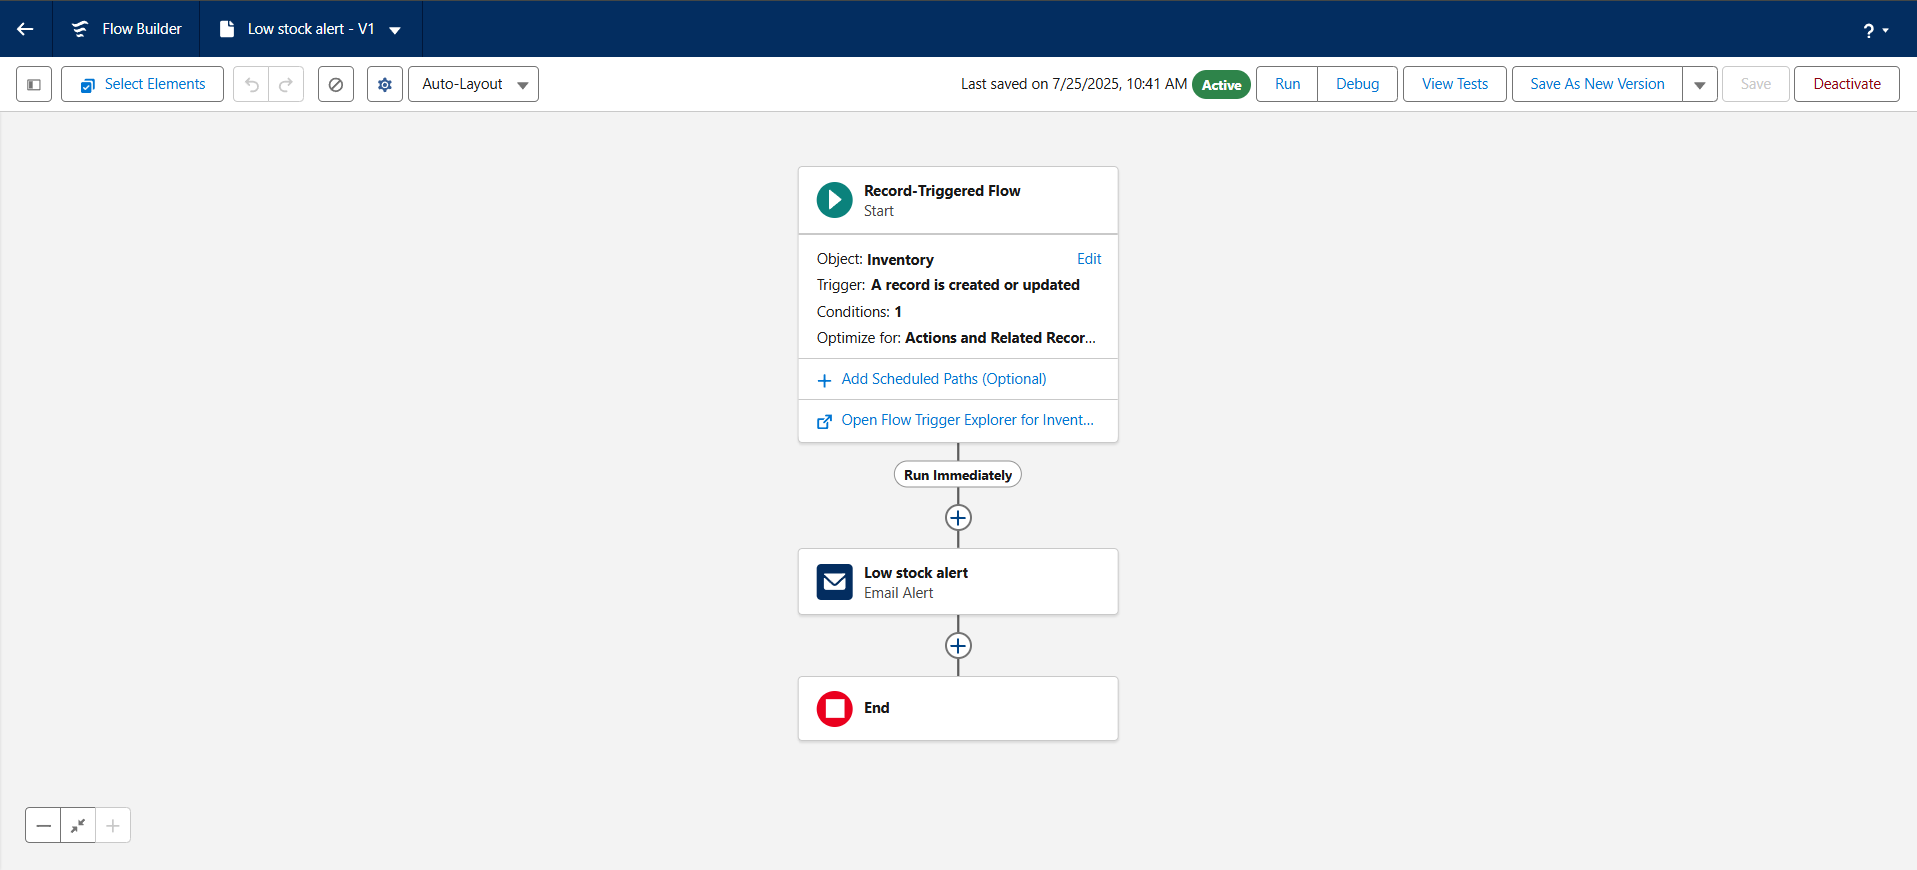 Flow Builder
Low stock alert - V1
?
Select Elements
Auto-Layout
Last saved on 7/25/2025, 10:41 AM
Active
Run
Debug
View Tests
Save As New Version
Save
Deactivate
Record-Triggered Flow
Start
Object: Inventory
Edit
Trigger: A record is created or updated
Conditions: 1
Optimize for: Actions and Related Recor...
Add Scheduled Paths (Optional)
Open Flow Trigger Explorer for Invent...
Run Immediately
Low stock alert
Email Alert
End